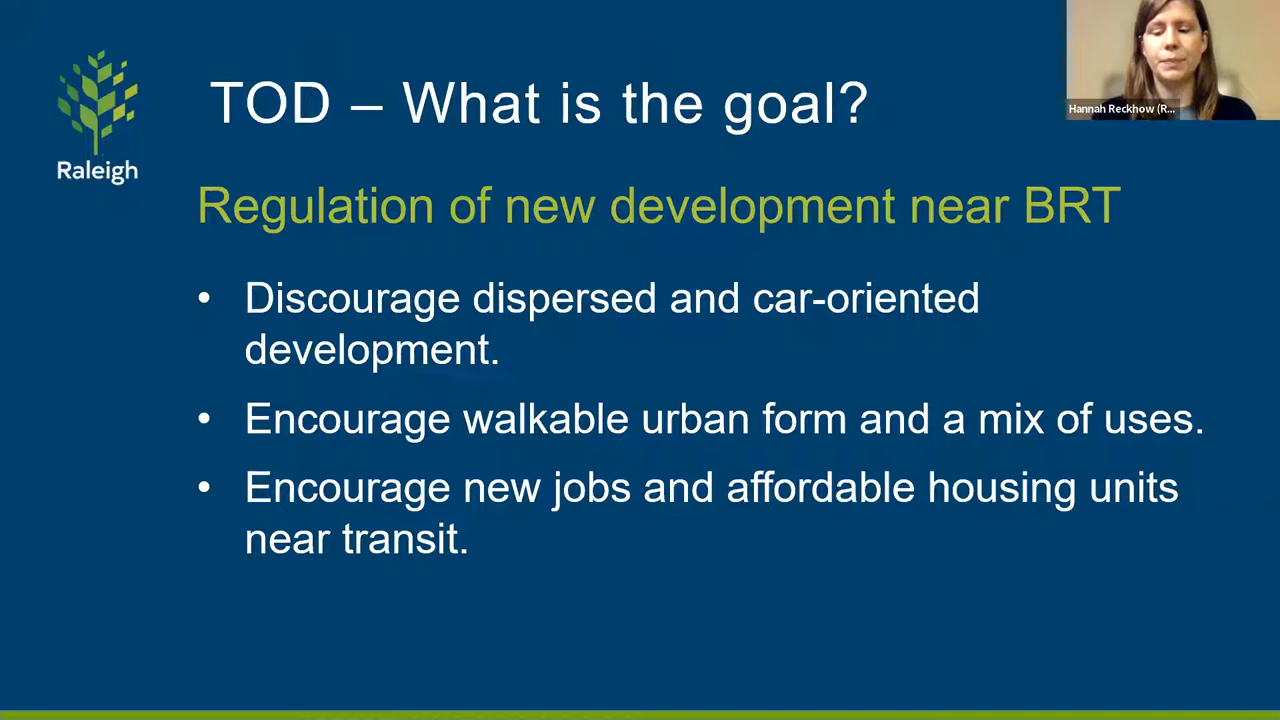 Raleigh
TOD – What is the goal?
Hannah Reckhow (R...
Regulation of new development near BRT
• Discourage dispersed and car-oriented
development.
• Encourage walkable urban form and a mix of uses.
• Encourage new jobs and affordable housing units
near transit.